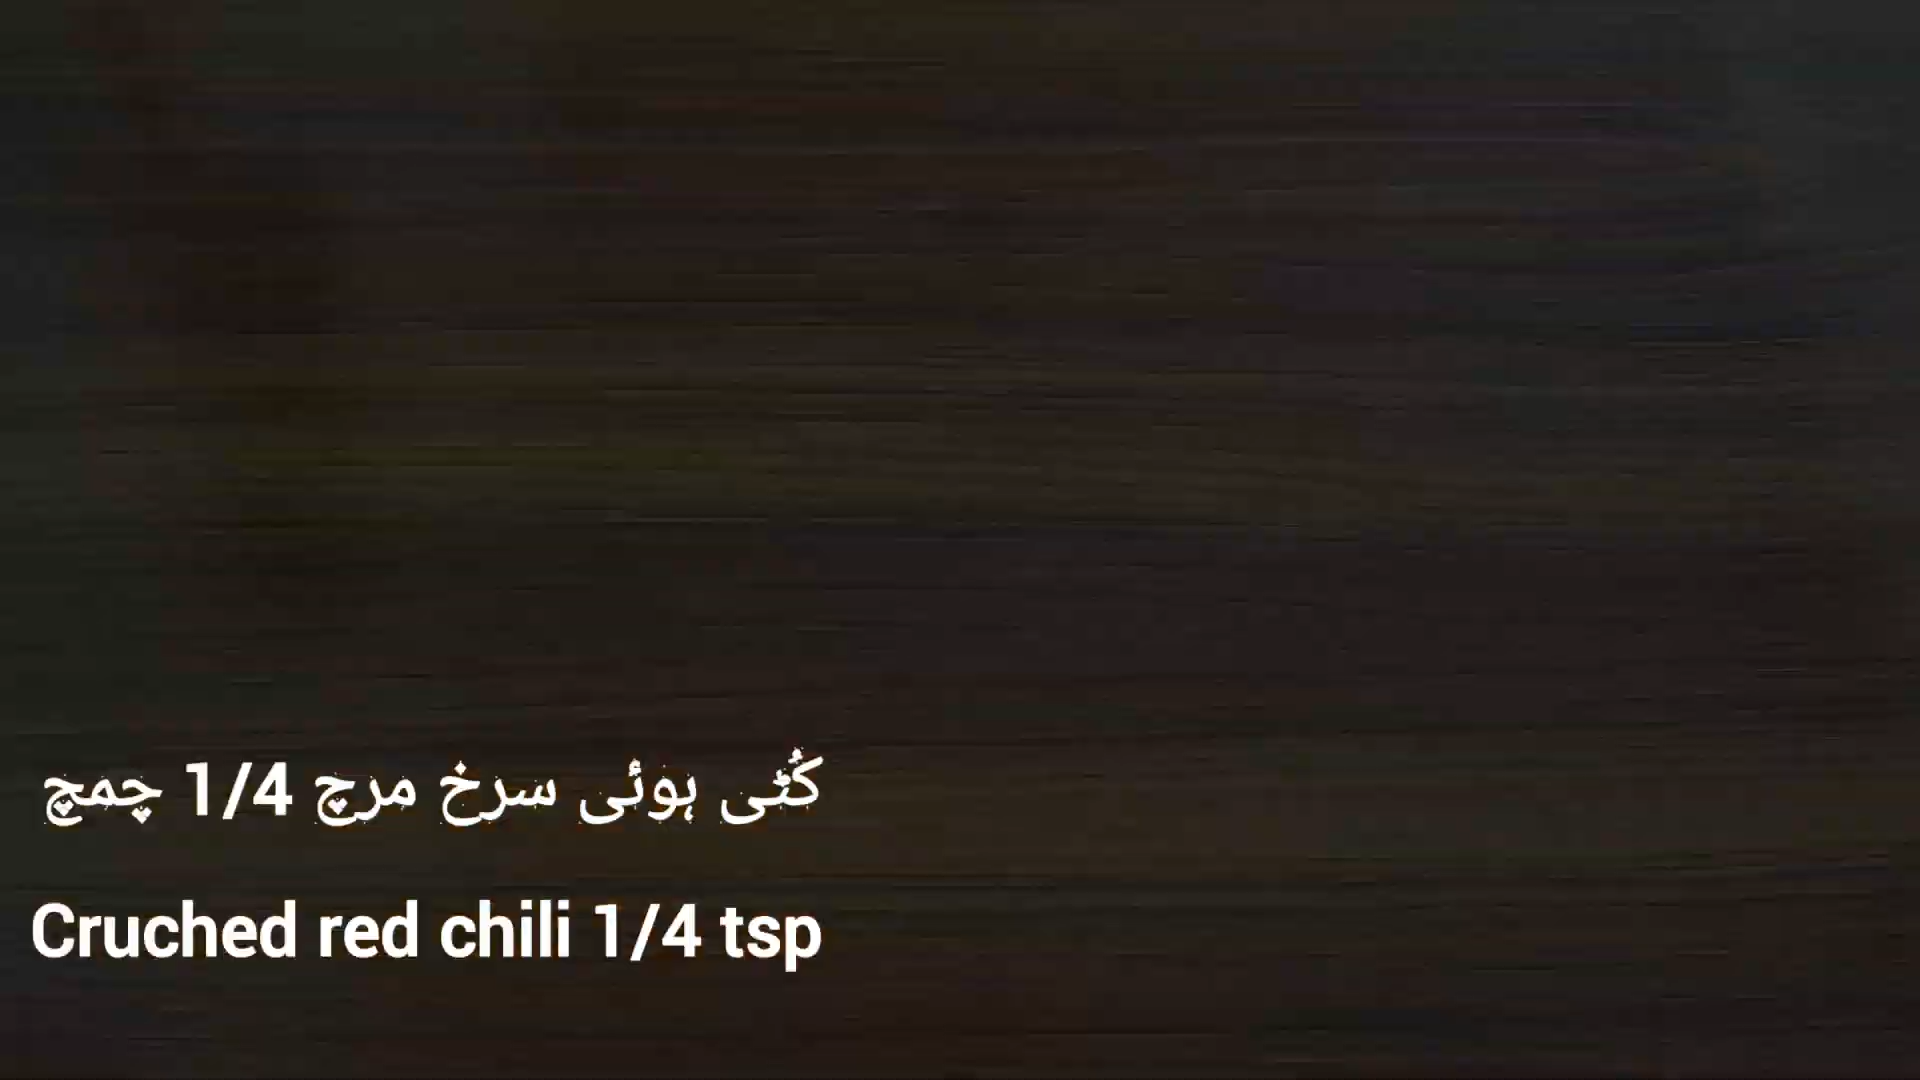 کُٹی ہوئی سرخ مرچ 1/4 چمچ
Cruched red chili 1/4 tsp